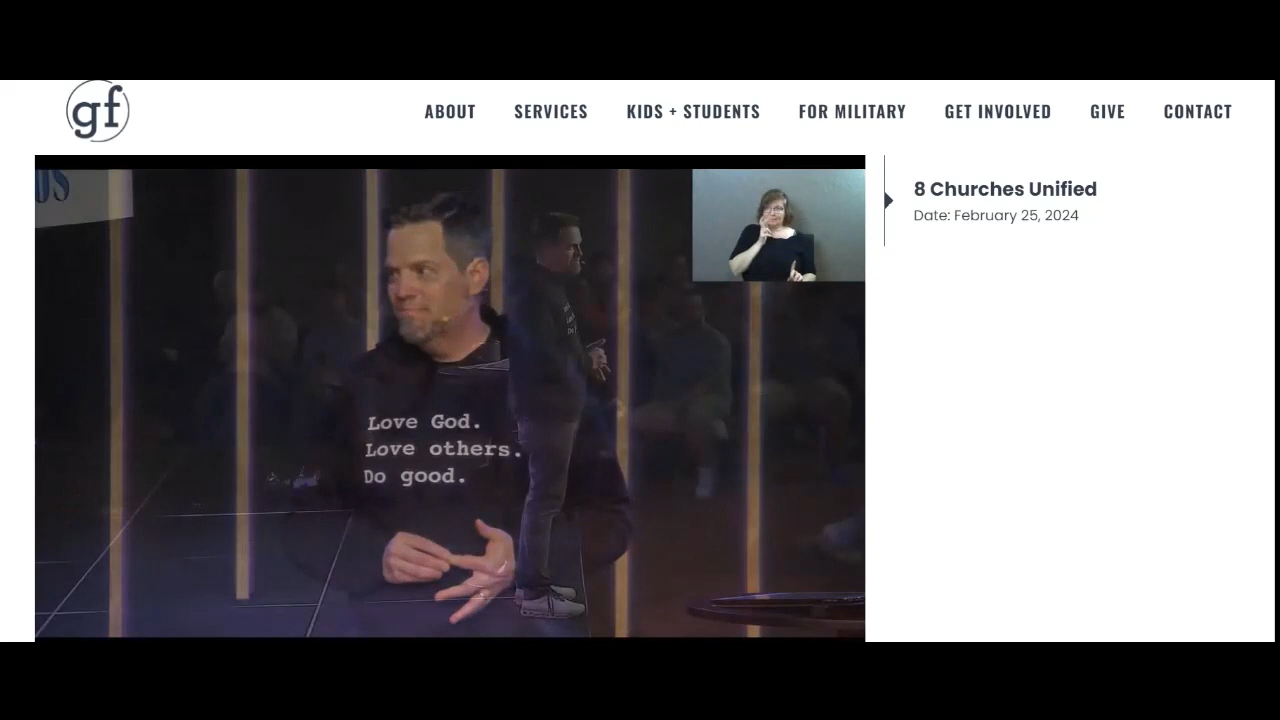 gf
ABOUT
SERVICES
KIDS + STUDENTS
FOR MILITARY
GET INVOLVED
GIVE
CONTACT
8 Churches Unified
Date: February 25, 2024
Love God.
Love others.
Do good.